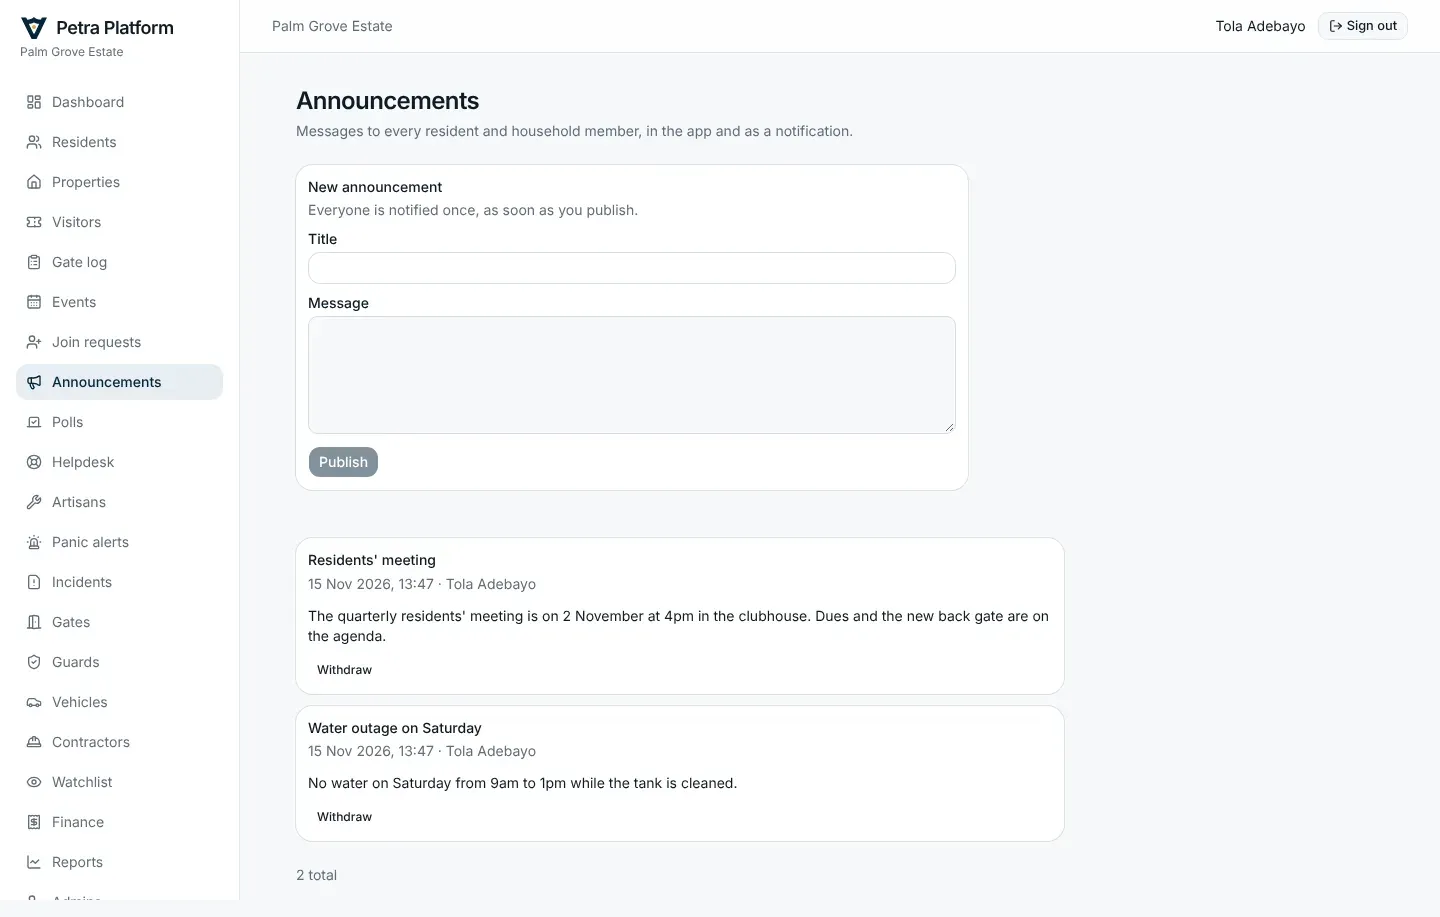 Petra Platform
Palm Grove Estate
Dashboard
Residents
Properties
Visitors
Gate log
Events
Join requests
Announcements
Polls
Helpdesk
Artisans
Panic alerts
Incidents
Gates
Guards
Vehicles
Contractors
Watchlist
Finance
Reports
Palm Grove Estate
Tola Adebayo
Sign out
Announcements
Messages to every resident and household member, in the app and as a notification.
New announcement
Everyone is notified once, as soon as you publish.
Title
Message
Publish
Residents' meeting
15 Nov 2026, 13:47 · Tola Adebayo
The quarterly residents' meeting is on 2 November at 4pm in the clubhouse. Dues and the new back gate are on
the agenda.
Withdraw
Water outage on Saturday
15 Nov 2026, 13:47 · Tola Adebayo
No water on Saturday from 9am to 1pm while the tank is cleaned.
Withdraw
2 total